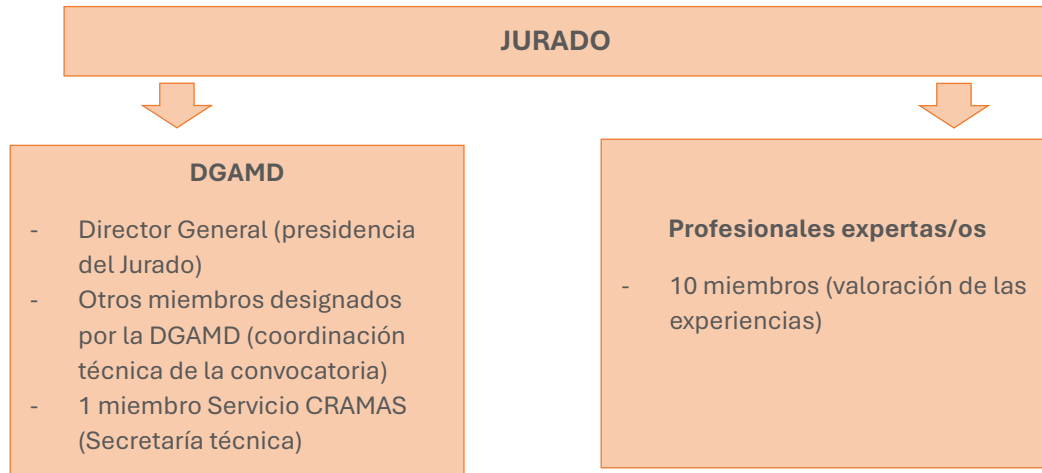 JURADO
DGAMD
- Director General (presidencia
del Jurado)
- Otros miembros designados
por la DGAMD (coordinación
técnica de la convocatoria)
- 1 miembro Servicio CRAMAS
(Secretaría técnica)
Profesionales expertas/os
- 10 miembros (valoración de las
experiencias)